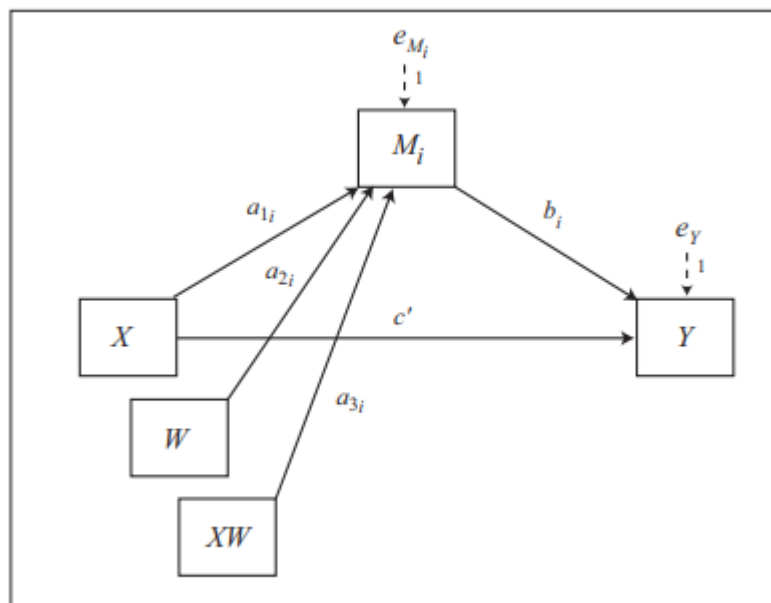 e_{M_i}
1
M_i
a_{1i}
b_i
e_Y
1
a_{2i}
X
c'
Y
a_{3i}
W
XW